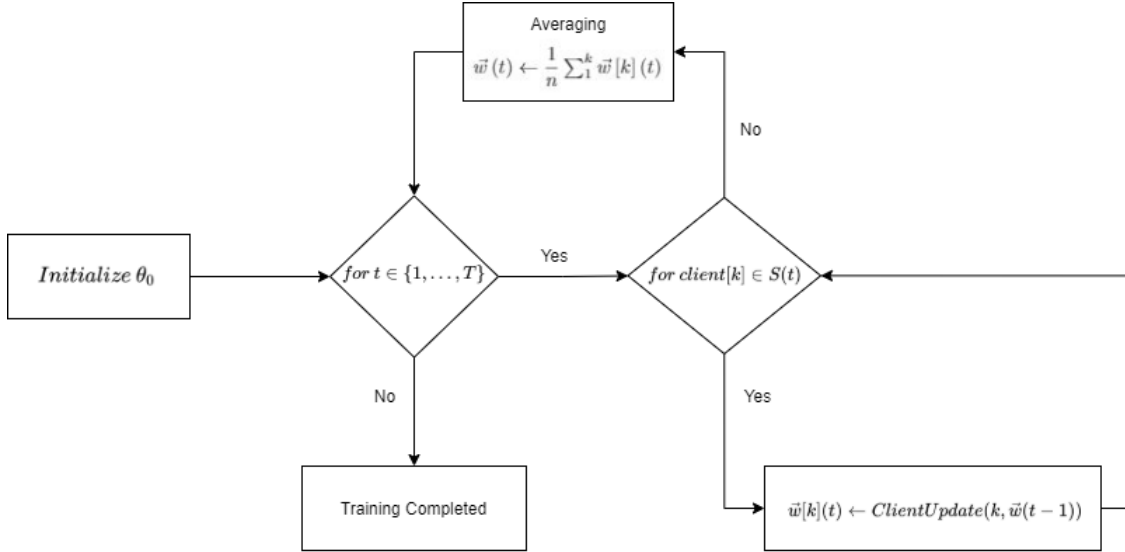 Averaging
$\vec{w}(t) \leftarrow \frac{1}{n} \sum_{1}^{k} \vec{w}[k](t)$
No
Initialize $\theta_0$
for $t \in \{1, \ldots, T\}$
Yes
for client[k] $\in S(t)$
No
Yes
Training Completed
$\vec{w}[k](t) \leftarrow ClientUpdate(k, \vec{w}(t-1))$